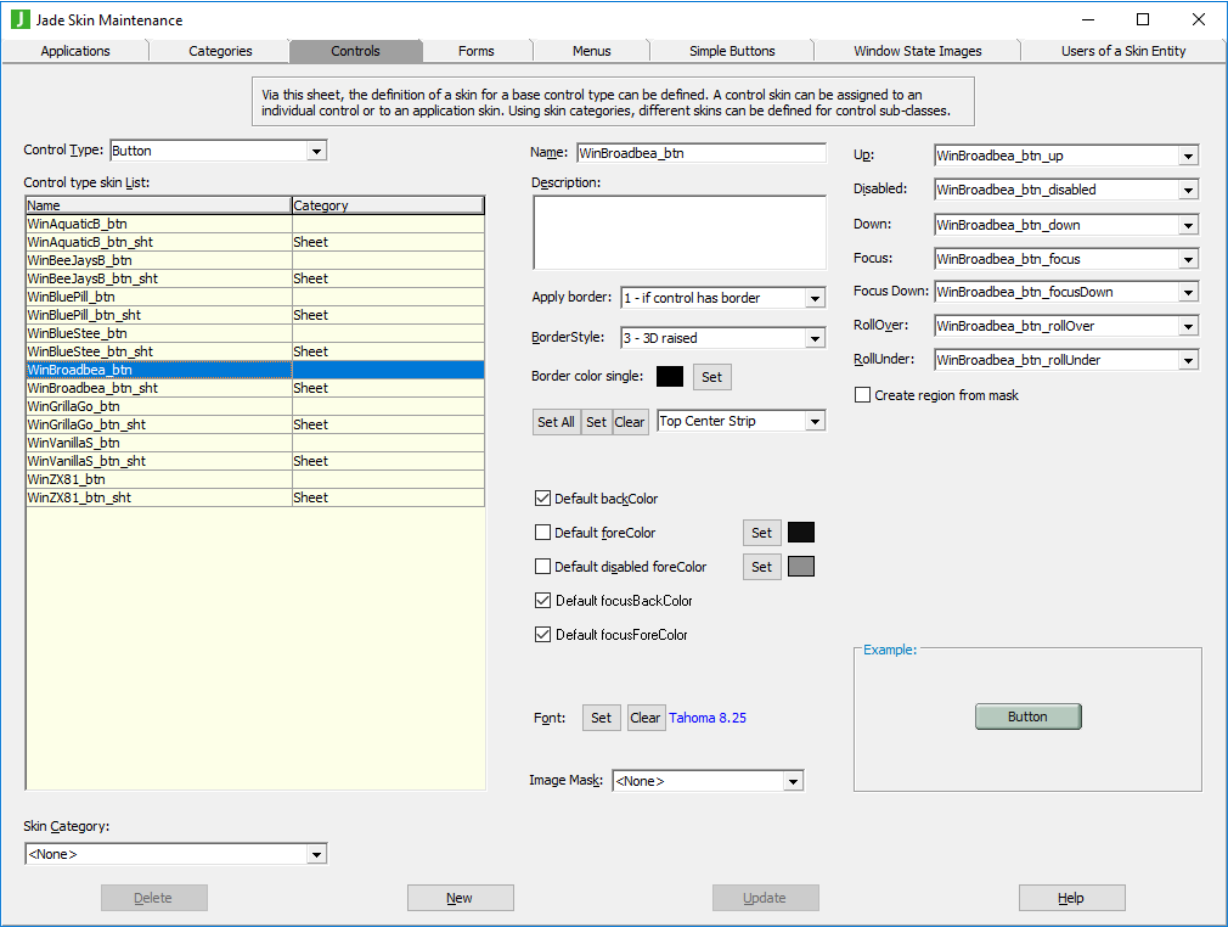 Jade Skin Maintenance
Applications Categories Controls Forms Menus Simple Buttons Window State Images Users of a Skin Entity
Via this sheet, the definition of a skin for a base control type can be defined. A control skin can be assigned to an
individual control or to an application skin. Using skin categories, different skins can be defined for control sub-classes.
Control Type: Button
Control type skin List:
Name Category
WinAquaticB_btn
WinAquaticB_btn_sht Sheet
WinBeeJaysB_btn
WinBeeJaysB_btn_sht Sheet
WinBluePill_btn
WinBluePill_btn_sht Sheet
WinBlueStee_btn
WinBlueStee_btn_sht Sheet
WinBroadbea_btn
WinBroadbea_btn_sht Sheet
WinGrillaGo_btn
WinGrillaGo_btn_sht Sheet
WinVanillaS_btn
WinVanillaS_btn_sht Sheet
WinZX81_btn
WinZX81_btn_sht Sheet
Skin Category:
<None>
Name: WinBroadbea_btn
Description:
Apply border: 1 - if control has border
BorderStyle: 3 - 3D raised
Border color single: Set
Set All Set Clear Top Center Strip
Default backColor
Default foreColor Set
Default disabled foreColor Set
Default focusBackColor
Default focusForeColor
Font: Set Clear Tahoma 8.25
Image Mask: <None>
Up: WinBroadbea_btn_up
Disabled: WinBroadbea_btn_disabled
Down: WinBroadbea_btn_down
Focus: WinBroadbea_btn_focus
Focus Down: WinBroadbea_btn_focusDown
RollOver: WinBroadbea_btn_rollOver
RollUnder: WinBroadbea_btn_rollUnder
Create region from mask
Example:
Button
Delete New Update Help